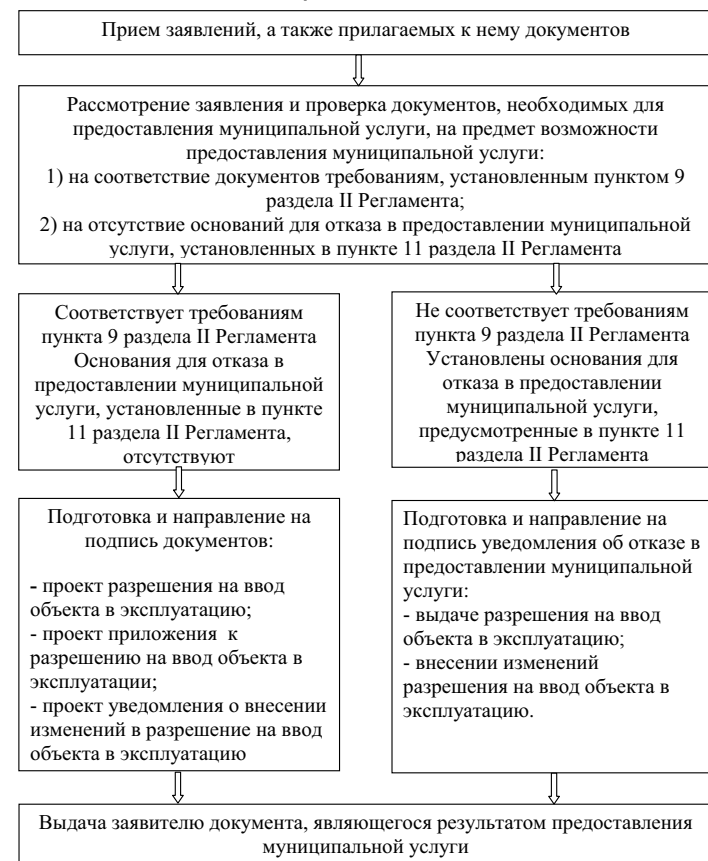 Прием заявлений, а также прилагаемых к нему документов
Рассмотрение заявления и проверка документов, необходимых для
предоставления муниципальной услуги, на предмет возможности
предоставления муниципальной услуги:
1) на соответствие документов требованиям, установленным пунктом 9
раздела II Регламента;
2) на отсутствие оснований для отказа в предоставлении муниципальной
услуги, установленных в пункте 11 раздела II Регламента
Соответствует требованиям
пункта 9 раздела II Регламента
Основания для отказа в
предоставлении муниципальной
услуги, установленные в пункте
11 раздела II Регламента,
отсутствуют
Не соответствует требованиям
пункта 9 раздела II Регламента
Установлены основания для
отказа в предоставлении
муниципальной услуги,
предусмотренные в пункте 11
раздела II Регламента
Подготовка и направление на
подпись документов:
- проект разрешения на ввод
объекта в эксплуатацию;
- проект приложения к
разрешению на ввод объекта в
эксплуатации;
- проект уведомления о внесении
изменений в разрешение на ввод
объекта в эксплуатацию
Подготовка и направление на
подпись уведомления об отказе в
предоставлении муниципальной
услуги:
- выдаче разрешения на ввод
объекта в эксплуатацию;
- внесении изменений
разрешения на ввод объекта в
эксплуатацию.
Выдача заявителю документа, являющегося результатом предоставления
муниципальной услуги